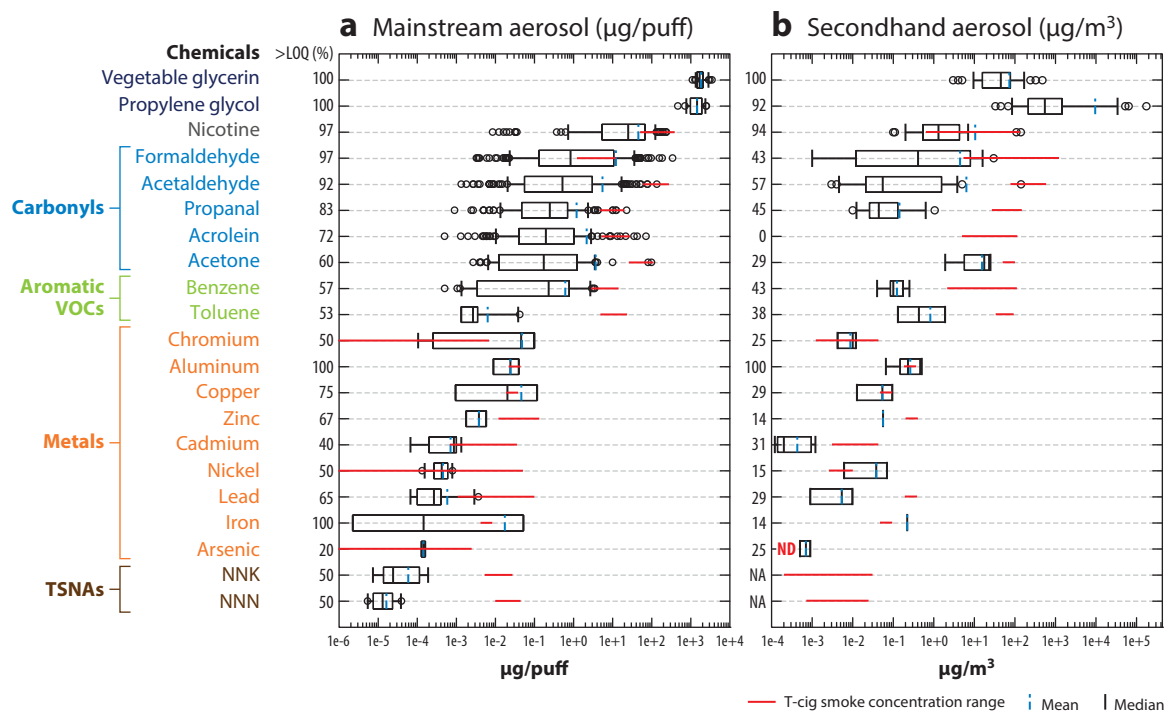 a Mainstream aerosol (µg/puff)
b Secondhand aerosol (µg/m³)
Chemicals >LOQ (%)
Vegetable glycerin 100 100
Propylene glycol 100 92
Nicotine 97 94
Carbonyls
Formaldehyde 97 43
Acetaldehyde 92 57
Propanal 83 45
Acrolein 72 0
Acetone 60 29
Aromatic
VOCs
Benzene 57 43
Toluene 53 38
Metals
Chromium 50 25
Aluminum 100 100
Copper 75 29
Zinc 67 14
Cadmium 40 31
Nickel 50 15
Lead 65 29
Iron 100 14
Arsenic 20 25 ND
TSNAs
NNK 50 NA
NNN 50 NA
1e-6 1e-5 1e-4 1e-3 1e-2 1e-1 1e+0 1e+1 1e+2 1e+3 1e+4
1e-4 1e-3 1e-2 1e-1 1e+0 1e+1 1e+2 1e+3 1e+4 1e+5
µg/puff
µg/m³
T-cig smoke concentration range Mean Median